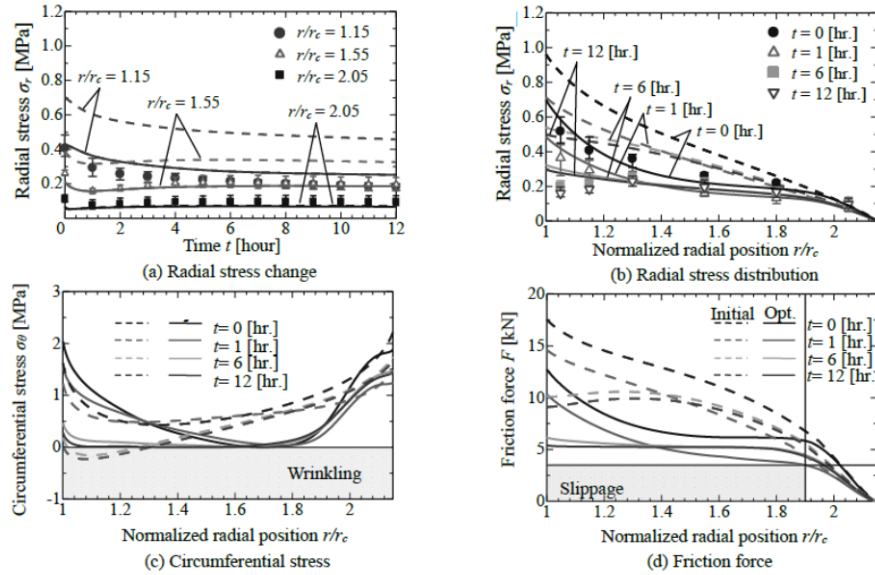 Radial stress σr [MPa]
0.8
0.6
0.4
0.2
0
r/rc = 1.15
r/rc = 1.55
r/rc = 2.05
r/rc = 1.15
r/rc = 1.55
r/rc = 2.05
0 2 4 6 8 10 12
Time t [hour]
(a) Radial stress change
Radial stress σr [MPa]
1.2
1.0
0.8
0.6
0.4
0.2
0
t = 0 [hr.]
t = 1 [hr.]
t = 6 [hr.]
t = 12 [hr.]
t = 12 [hr.]
t = 6 [hr.]
t = 1 [hr.]
t = 0 [hr.]
1 1.2 1.4 1.6 1.8 2
Normalized radial position r/rc
(b) Radial stress distribution
Circumferential stress σθ [MPa]
3
2
1
0
-1
t= 0 [hr.]
t= 1 [hr.]
t= 6 [hr.]
t= 12 [hr.]
Wrinkling
1 1.2 1.4 1.6 1.8 2
Normalized radial position r/rc
(c) Circumferential stress
Friction force F [kN]
20
15
10
5
0
Initial Opt.
t= 0 [hr.]
t= 1 [hr.]
t= 6 [hr.]
t= 12 [hr.]
Slippage
1 1.2 1.4 1.6 1.8 2
Normalized radial position r/rc
(d) Friction force